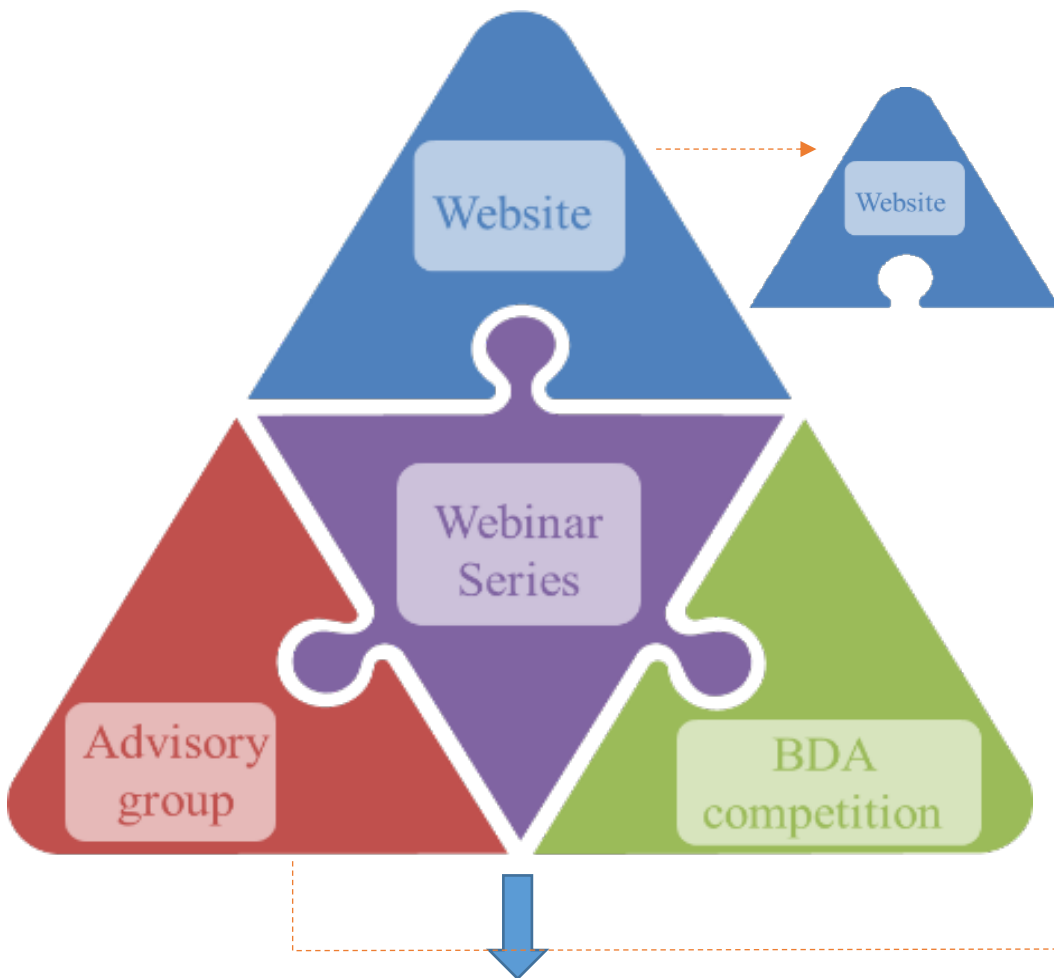 Website
Website
Webinar
Series
Advisory
group
BDA
competition